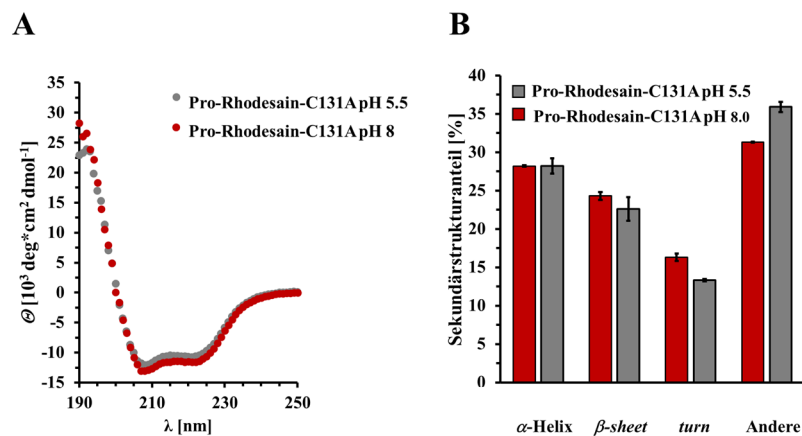 A
Θ [10³ deg*cm² dmol⁻¹]
35
30
25
20
15
10
5
0
-5
-10
-15
190
210
230
250
λ [nm]
Pro-Rhodesain-C131A pH 5.5
Pro-Rhodesain-C131A pH 8
B
Sekundärstrukturanteil [%]
40
35
30
25
20
15
10
5
0
Pro-Rhodesain-C131A pH 5.5
Pro-Rhodesain-C131A pH 8.0
α-Helix
β-sheet
turn
Andere